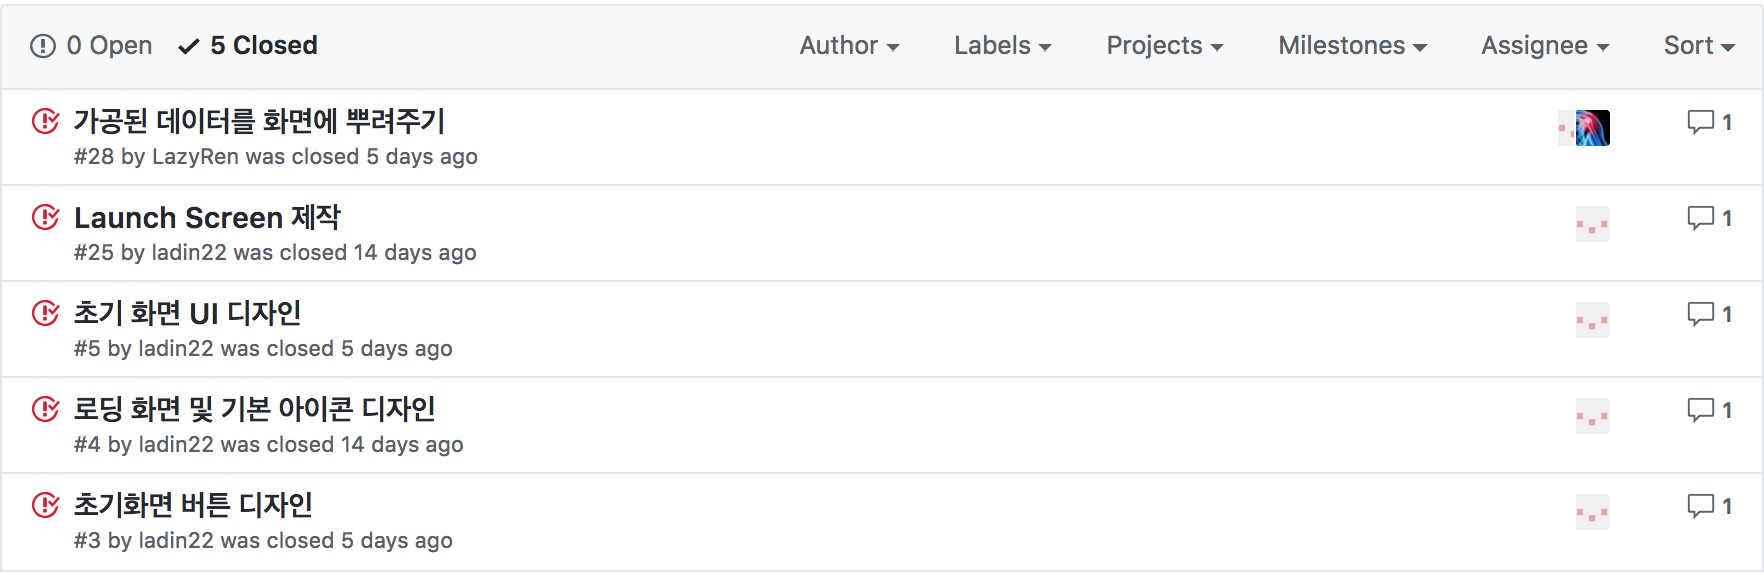 0 Open 5 Closed Author Labels Projects Milestones Assignee Sort
가공된 데이터를 화면에 뿌려주기 1
#28 by LazyRen was closed 5 days ago
Launch Screen 제작 1
#25 by ladin22 was closed 14 days ago
초기 화면 UI 디자인 1
#5 by ladin22 was closed 5 days ago
로딩 화면 및 기본 아이콘 디자인 1
#4 by ladin22 was closed 14 days ago
초기화면 버튼 디자인 1
#3 by ladin22 was closed 5 days ago